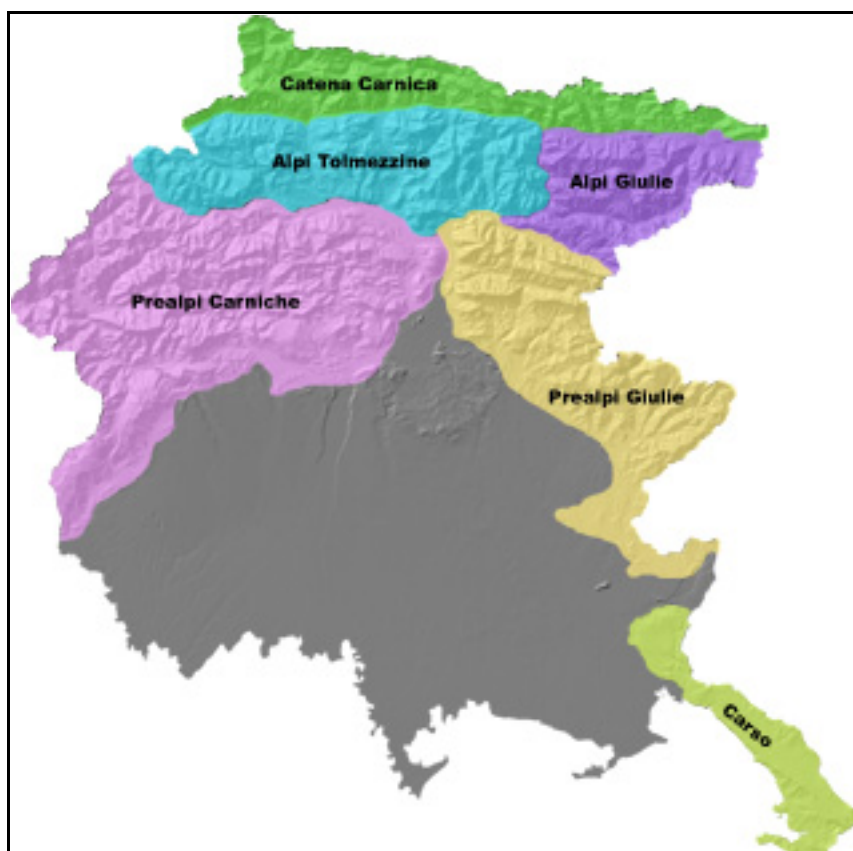 Catena Carnica
Alpi Tolmezzine
Alpi Giulie
Prealpi Carniche
Prealpi Giulie
Carso